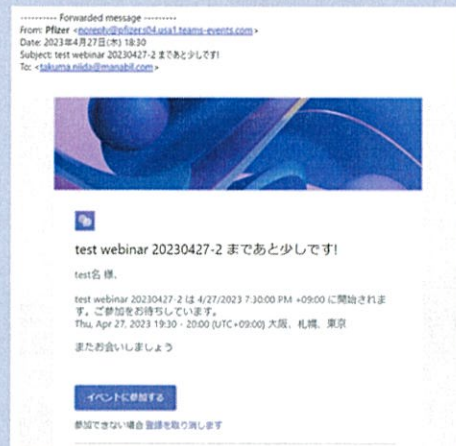 ---------- Forwarded message ---------
From: Pfizer <noreply@pfizer.s04.usa1.teams-events.com>
Date: 2023年4月27日(木) 18:30
Subject: test webinar 20230427-2 まであと少しです!
To: <takuma.niida@manabil.com>
test webinar 20230427-2 まであと少しです!
test名 様、
test webinar 20230427-2 は 4/27/2023 7:30:00 PM +09:00 に開始されま
す。ご参加をお待ちしています。
Thu, Apr 27, 2023 19:30 - 20:00 (UTC+09:00) 大阪、札幌、東京
またお会いしましょう
イベントに参加する
参加できない場合 登録を取り消します